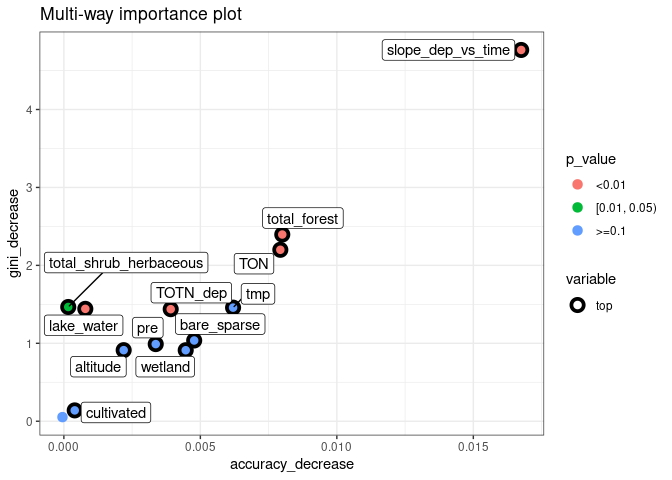 Multi-way importance plot
slope_dep_vs_time
4
p_value
<0.01
[0.01, 0.05)
>=0.1
3
gini_decrease
total_forest
total_shrub_herbaceous
TON
2
variable
top
TOTN_dep
tmp
lake_water
pre
bare_sparse
1
altitude
wetland
cultivated
0
0.000
0.005
0.010
0.015
accuracy_decrease